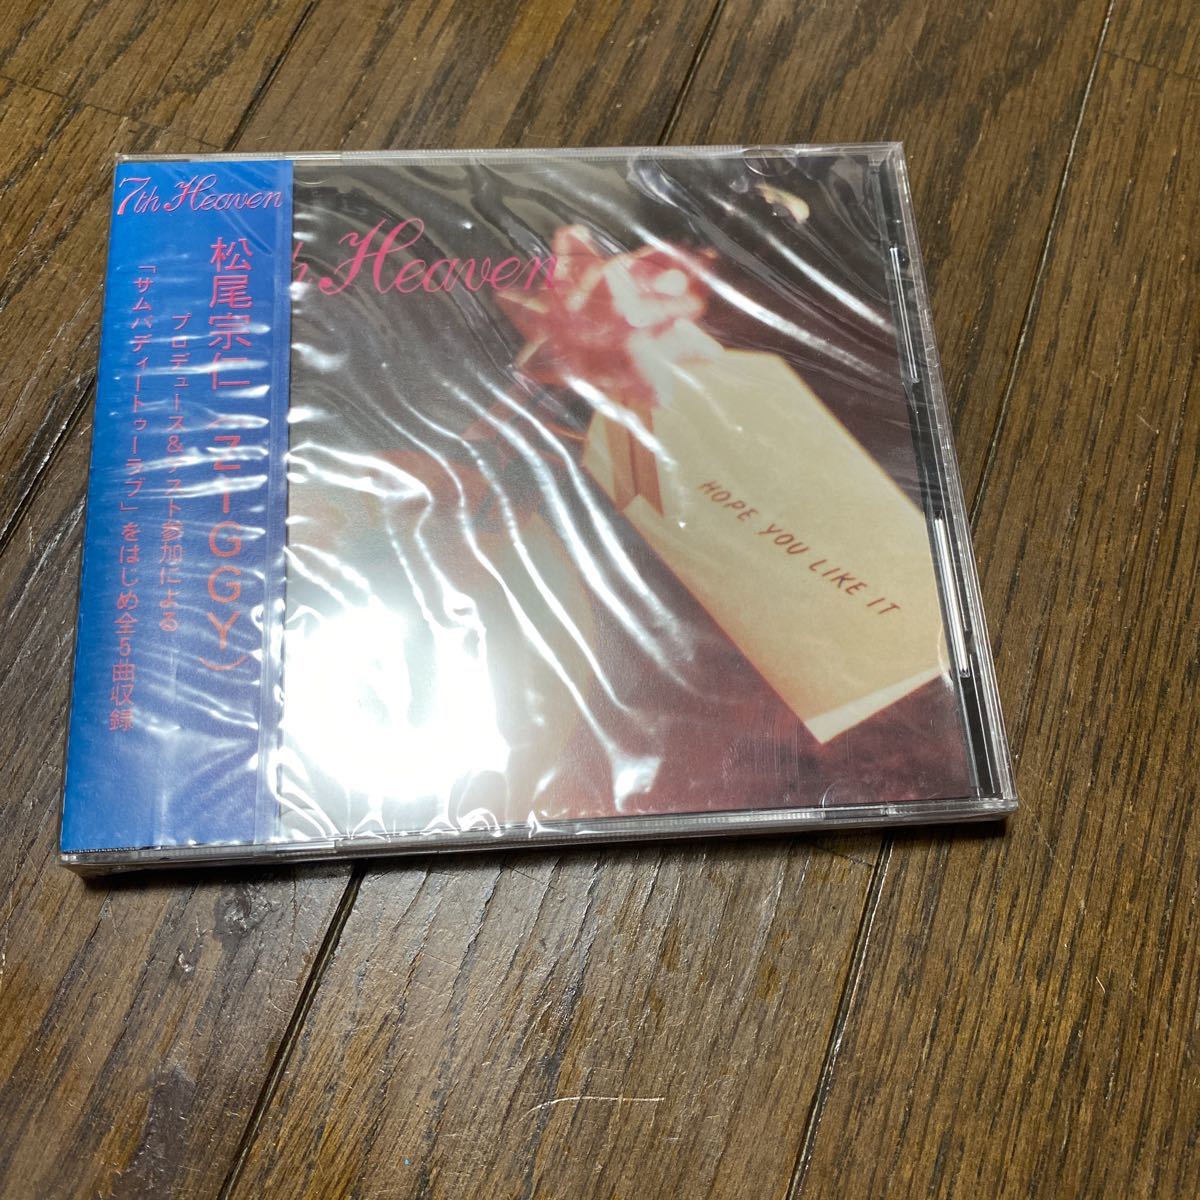 7th Heaven
松尾宗仁(ZIGGY)
プロデュース&ゲスト参加による
「サムバディートゥーラブ」をはじめ全5曲収録
h Heaven
HOPE YOU LIKE IT